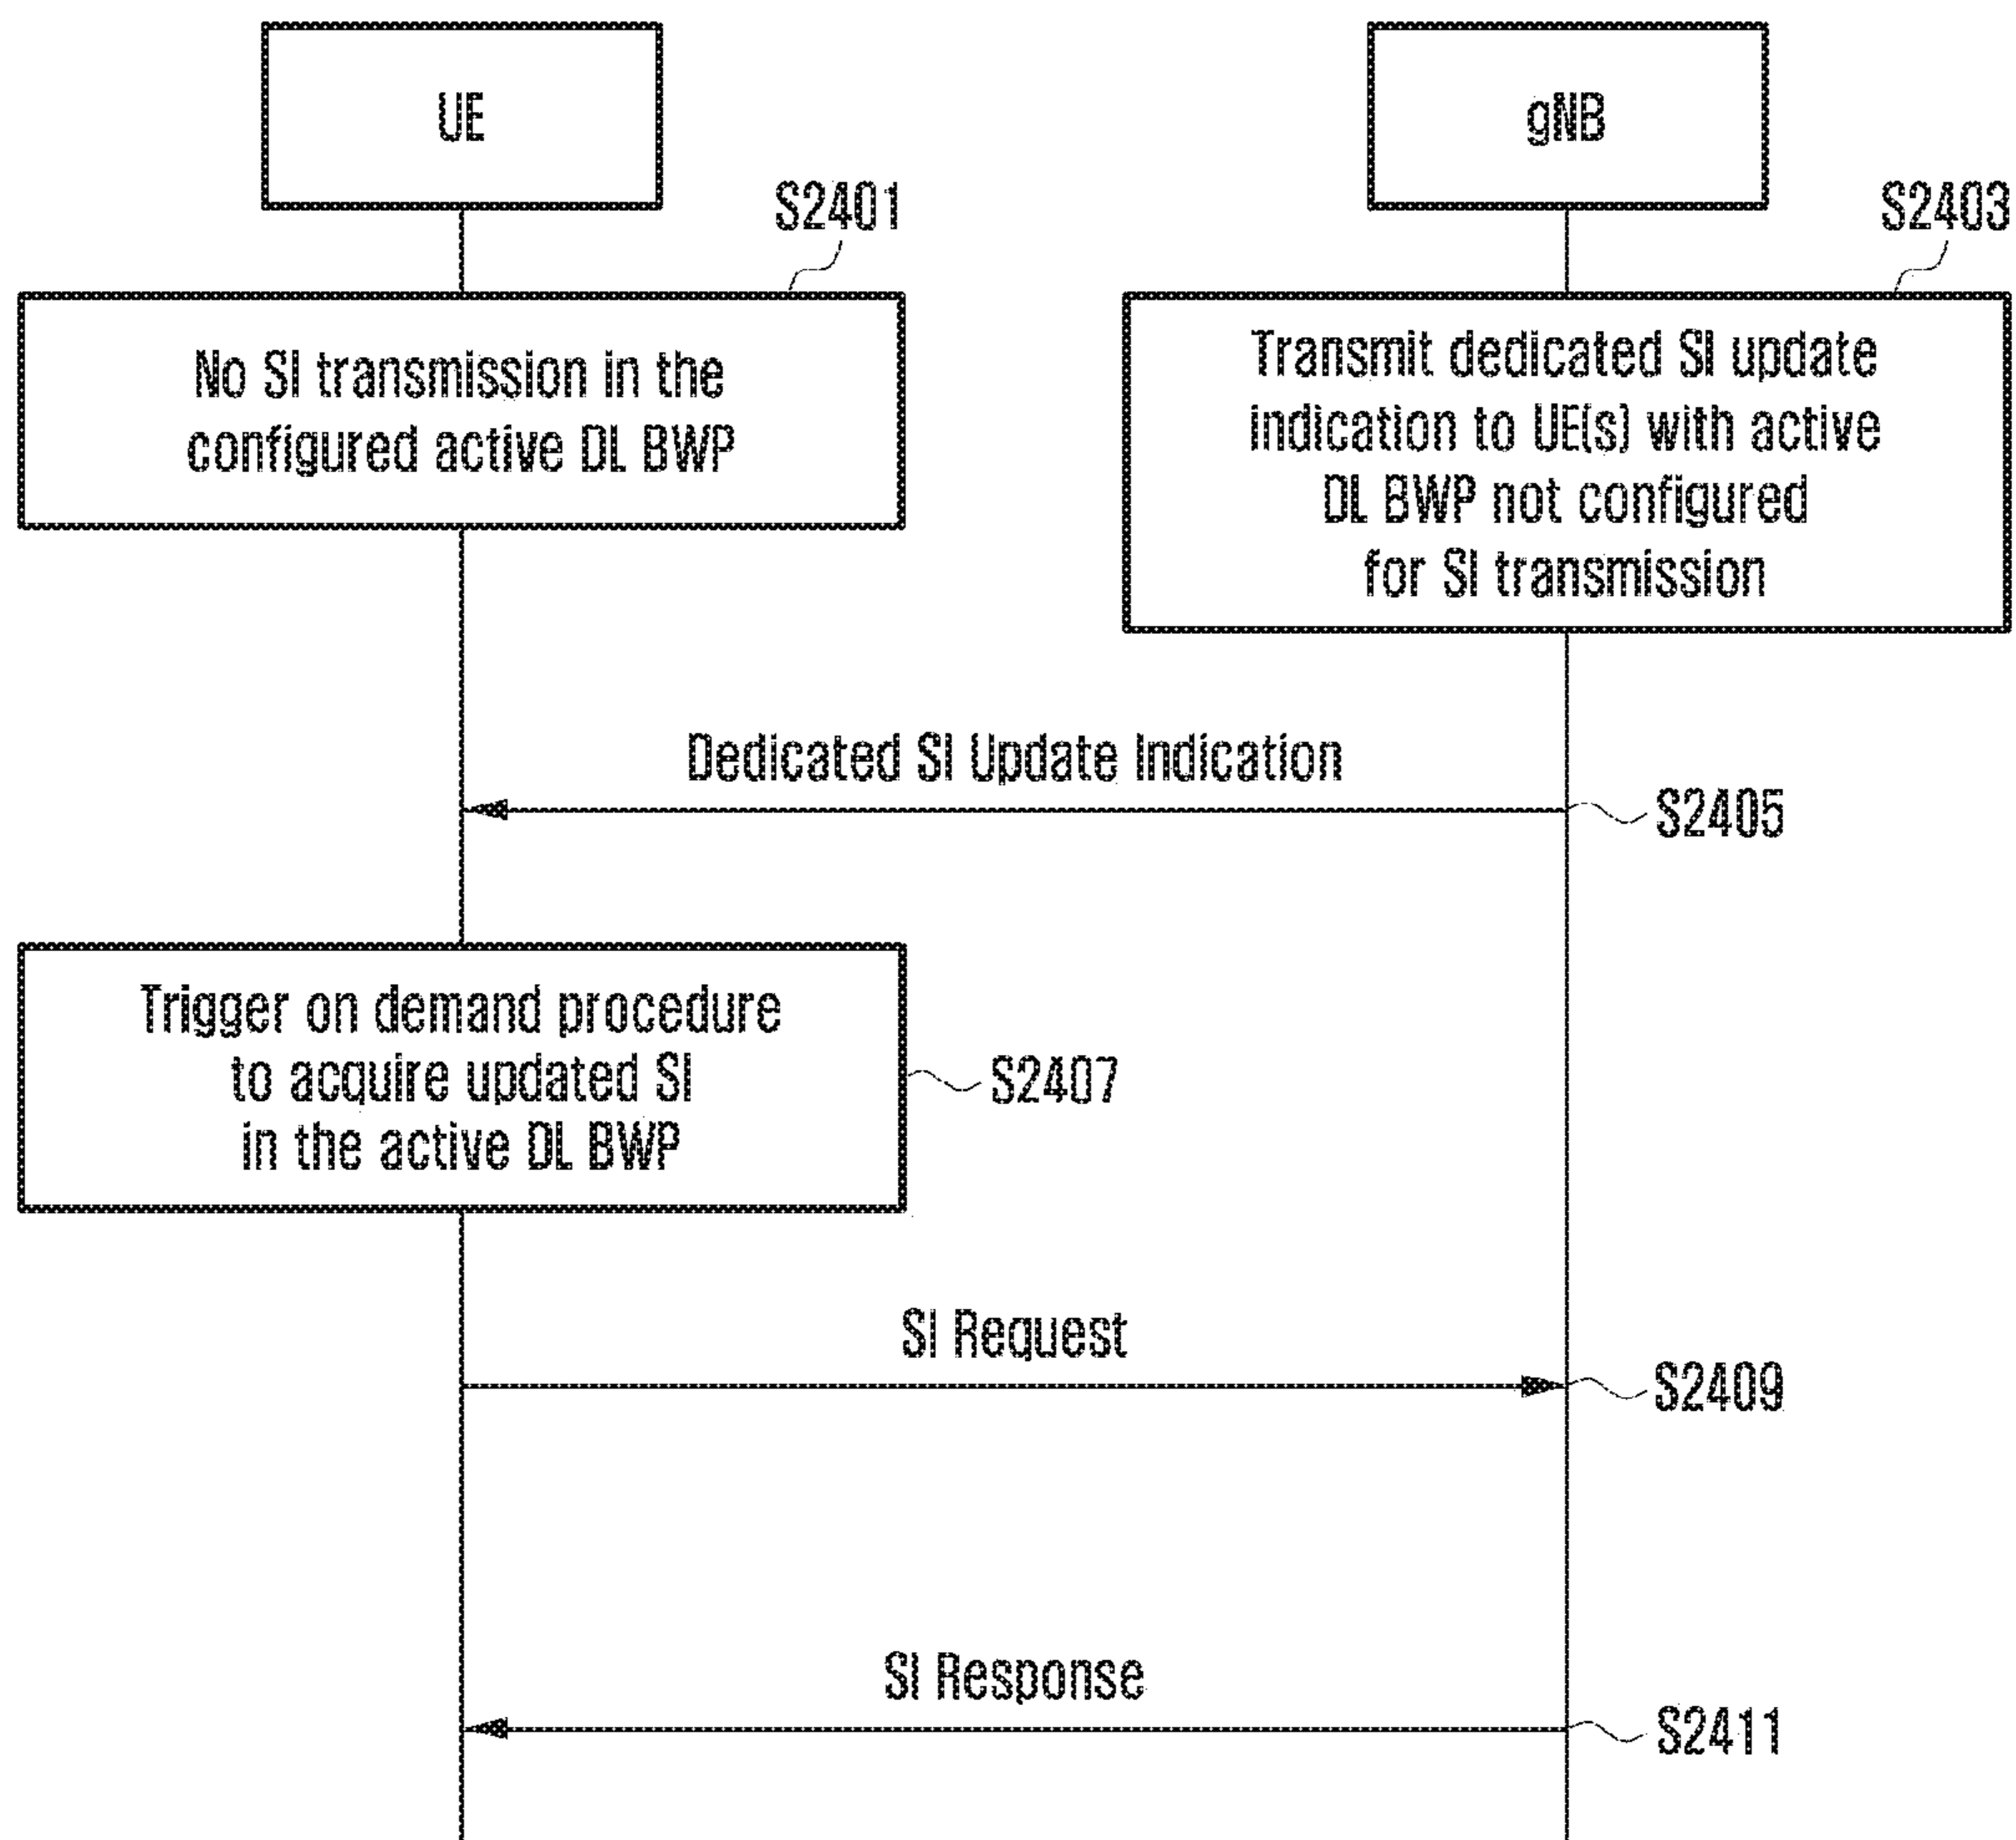 UE
gNB
S2401
S2403
No SI transmission in the
configured active DL BWP
Transmit dedicated SI update
indication to UE(s) with active
DL BWP not configured
for SI transmission
Dedicated SI Update Indication
S2405
Trigger on demand procedure
to acquire updated SI
in the active DL BWP
S2407
SI Request
S2409
SI Response
S2411